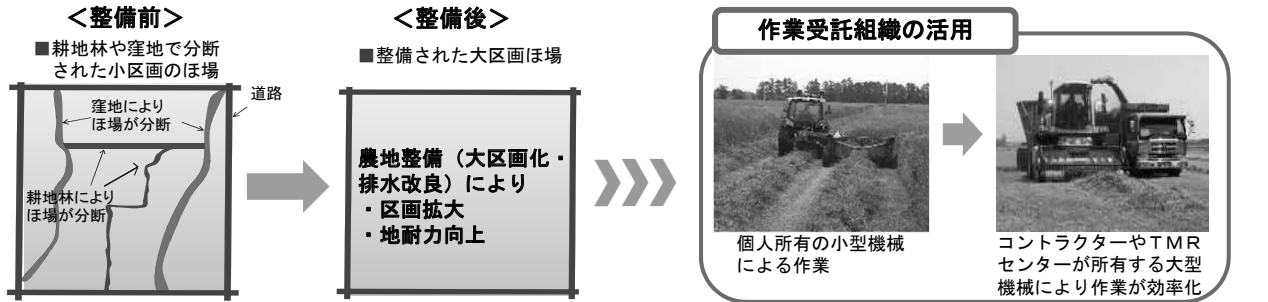 ＜整備前＞
■耕地林や窪地で分断
された小区画のほ場
道路
窪地により
ほ場が分断
耕地林により
ほ場が分断
＜整備後＞
■整備された大区画ほ場
農地整備（大区画化・
排水改良）により
・区画拡大
・地耐力向上
作業受託組織の活用
個人所有の小型機械
による作業
コントラクターやＴＭＲ
センターが所有する大型
機械により作業が効率化